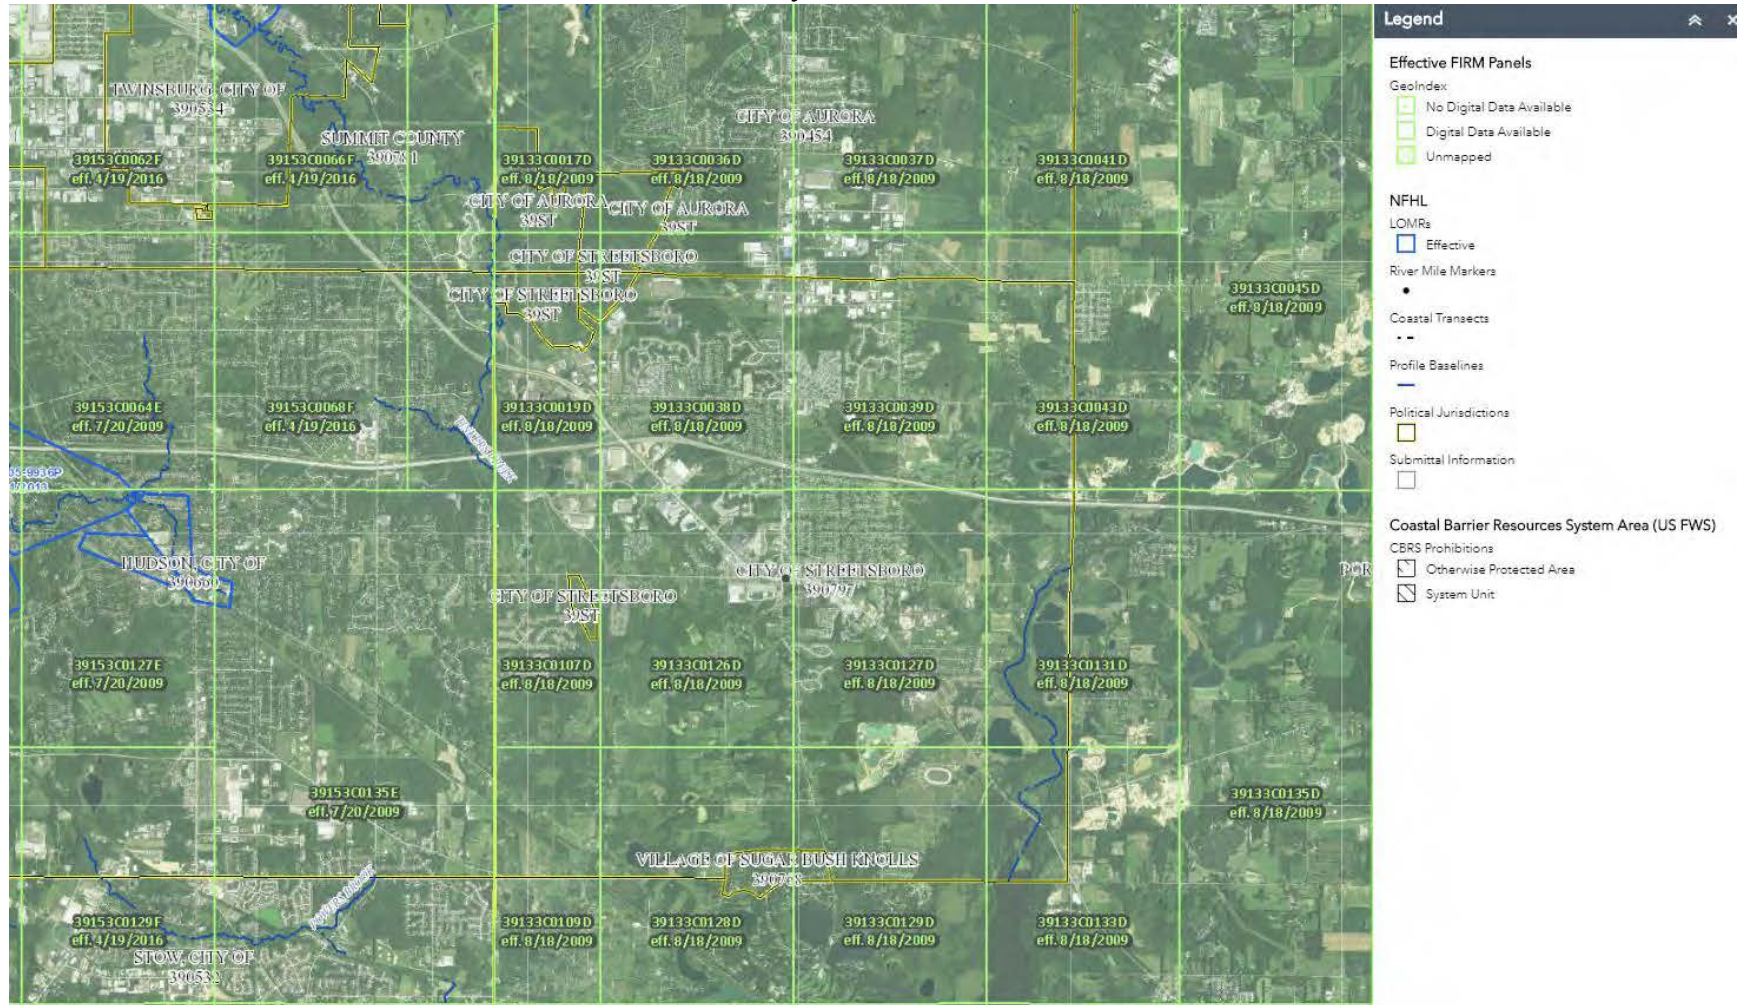 TWINSBURG, CITY OF
390534
SUMMIT COUNTY
390781
CITY OF AURORA
390454
39153C0062F
eff. 4/19/2016
39153C0066F
eff. 4/19/2016
39133C0017D
eff. 8/18/2009
39133C0036D
eff. 8/18/2009
39133C0037D
eff. 8/18/2009
39133C0041D
eff. 8/18/2009
CITY OF AURORA
39ST
CITY OF AURORA
39ST
CITY OF STREETSBORO
39ST
CITY OF STREETSBORO
39ST
39133C0045D
eff. 8/18/2009
39153C0064E
eff. 7/20/2009
39153C0068F
eff. 4/19/2016
39133C0019D
eff. 8/18/2009
39133C0038D
eff. 8/18/2009
39133C0039D
eff. 8/18/2009
39133C0043D
eff. 8/18/2009
HUDSON, CITY OF
390660
CITY OF STREETSBORO
39ST
CITY OF STREETSBORO
390797
POR
39153C0127E
eff. 7/20/2009
39133C0107D
eff. 8/18/2009
39133C0126D
eff. 8/18/2009
39133C0127D
eff. 8/18/2009
39133C0131D
eff. 8/18/2009
39153C0135E
eff. 7/20/2009
39133C0135D
eff. 8/18/2009
VILLAGE OF SUGAR BUSH KNOLLS
39153C0129F
eff. 4/19/2016
39133C0109D
eff. 8/18/2009
39133C0128D
eff. 8/18/2009
39133C0129D
eff. 8/18/2009
39133C0133D
eff. 8/18/2009
STOW, CITY OF
Legend
Effective FIRM Panels
GeoIndex
No Digital Data Available
Digital Data Available
Unmapped
NFHL
LOMRs
Effective
River Mile Markers
Coastal Transects
Profile Baselines
Political Jurisdictions
Submittal Information
Coastal Barrier Resources System Area (US FWS)
CBRS Prohibitions
Otherwise Protected Area
System Unit